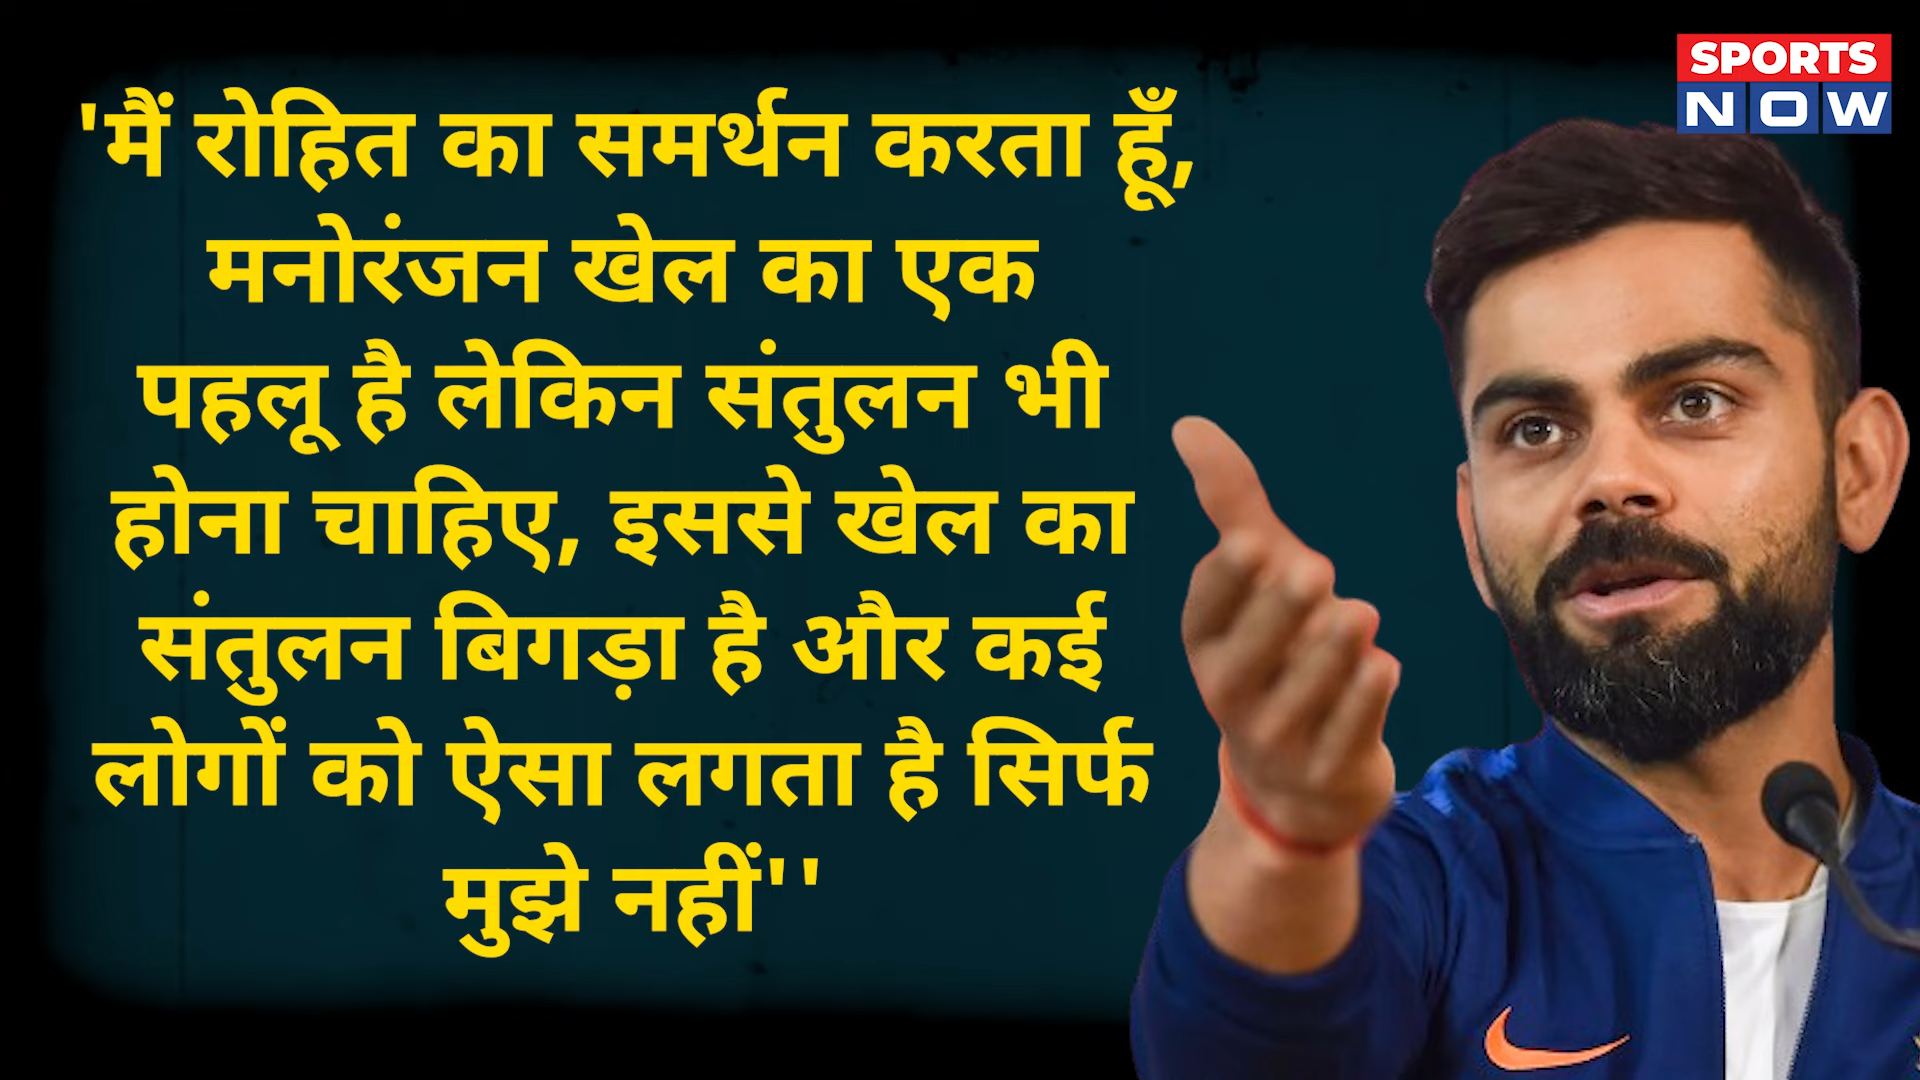 SPORTS
NOW
'मैं रोहित का समर्थन करता हूँ,
मनोरंजन खेल का एक
पहलू है लेकिन संतुलन भी
होना चाहिए, इससे खेल का
संतुलन बिगड़ा है और कई
लोगों को ऐसा लगता है सिर्फ
मुझे नहीं''